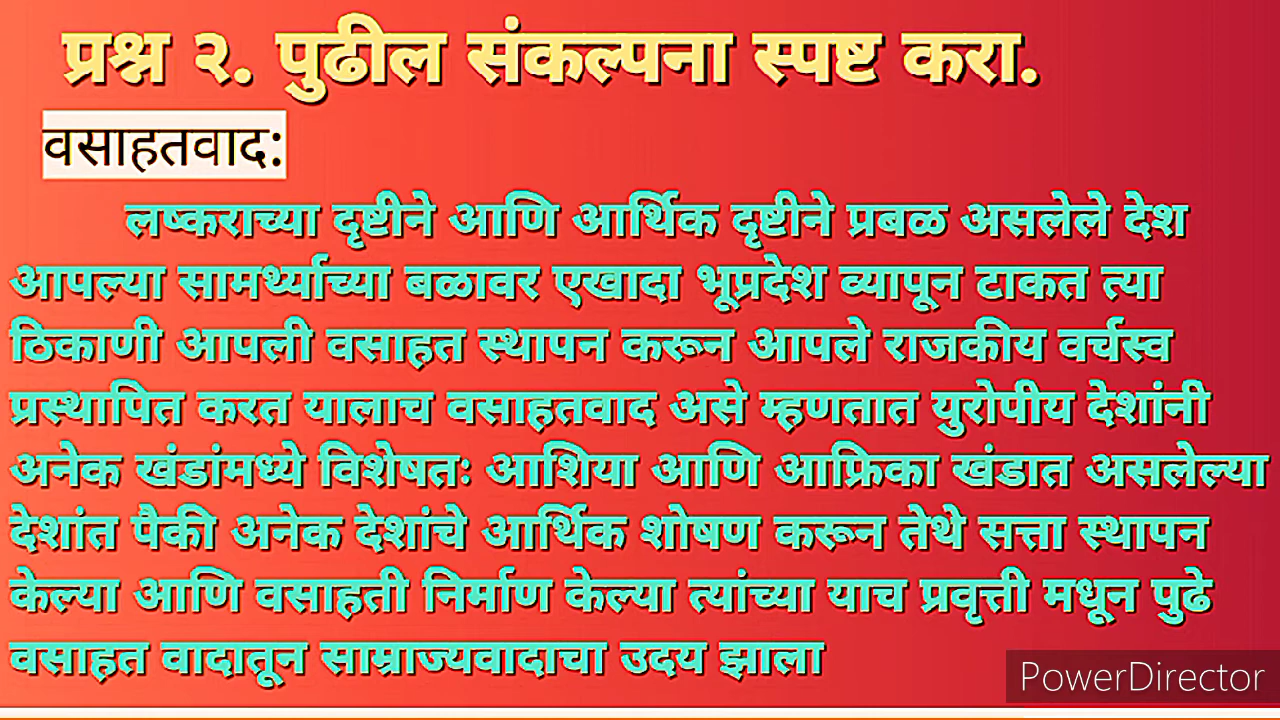 प्रश्न २. पुढील संकल्पना स्पष्ट करा.
वसाहतवाद:
लष्कराच्या दृष्टीने आणि आर्थिक दृष्टीने प्रबळ असलेले देश
आपल्या सामर्थ्याच्या बळावर एखादा भूप्रदेश व्यापून टाकत त्या
ठिकाणी आपली वसाहत स्थापन करून आपले राजकीय वर्चस्व
प्रस्थापित करत यालाच वसाहतवाद असे म्हणतात युरोपीय देशांनी
अनेक खंडांमध्ये विशेषतः आशिया आणि आफ्रिका खंडात असलेल्या
देशांत पैकी अनेक देशांचे आर्थिक शोषण करून तेथे सत्ता स्थापन
केल्या आणि वसाहती निर्माण केल्या त्यांच्या याच प्रवृत्ती मधून पुढे
वसाहत वादातून साम्राज्यवादाचा उदय झाला
PowerDirector